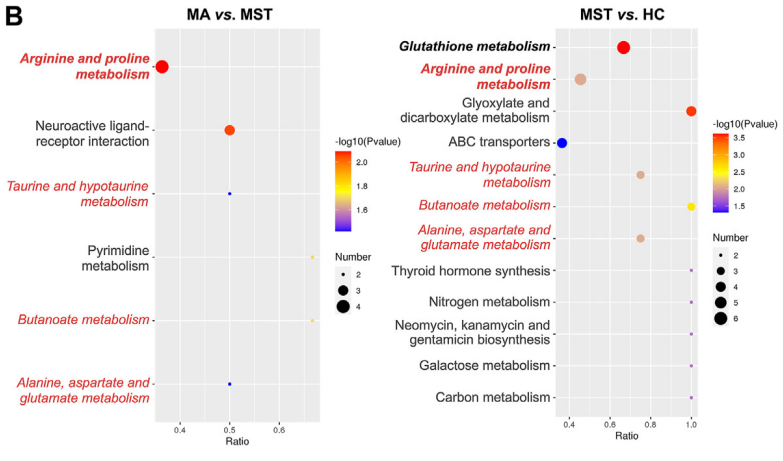 B
MA vs. MST
Arginine and proline
metabolism
Neuroactive ligand-
receptor interaction
Taurine and hypotaurine
metabolism
Pyrimidine
metabolism
Butanoate metabolism
Alanine, aspartate and
glutamate metabolism
0.4 0.5 0.6
Ratio
-log10(Pvalue)
2.0
1.8
1.6
Number
2
3
4
MST vs. HC
Glutathione metabolism
Arginine and proline
metabolism
Glyoxylate and
dicarboxylate metabolism
ABC transporters
Taurine and hypotaurine
metabolism
Butanoate metabolism
Alanine, aspartate and
glutamate metabolism
Thyroid hormone synthesis
Nitrogen metabolism
Neomycin, kanamycin and
gentamicin biosynthesis
Galactose metabolism
Carbon metabolism
0.4 0.6 0.8 1.0
Ratio
-log10(Pvalue)
3.5
3.0
2.5
2.0
1.5
Number
2
3
4
5
6